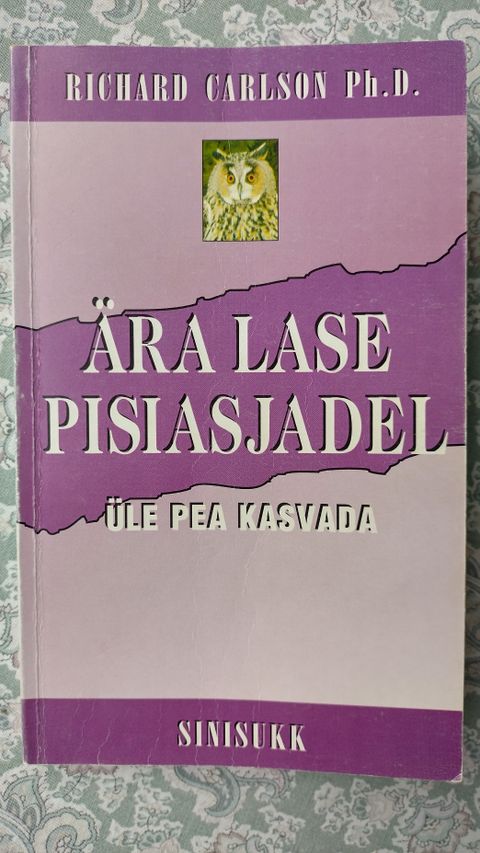 RICHARD CARLSON Ph.D.
ÄRA LASE
PISIASJADEL
ÜLE PEA KASVADA
SINISUKK